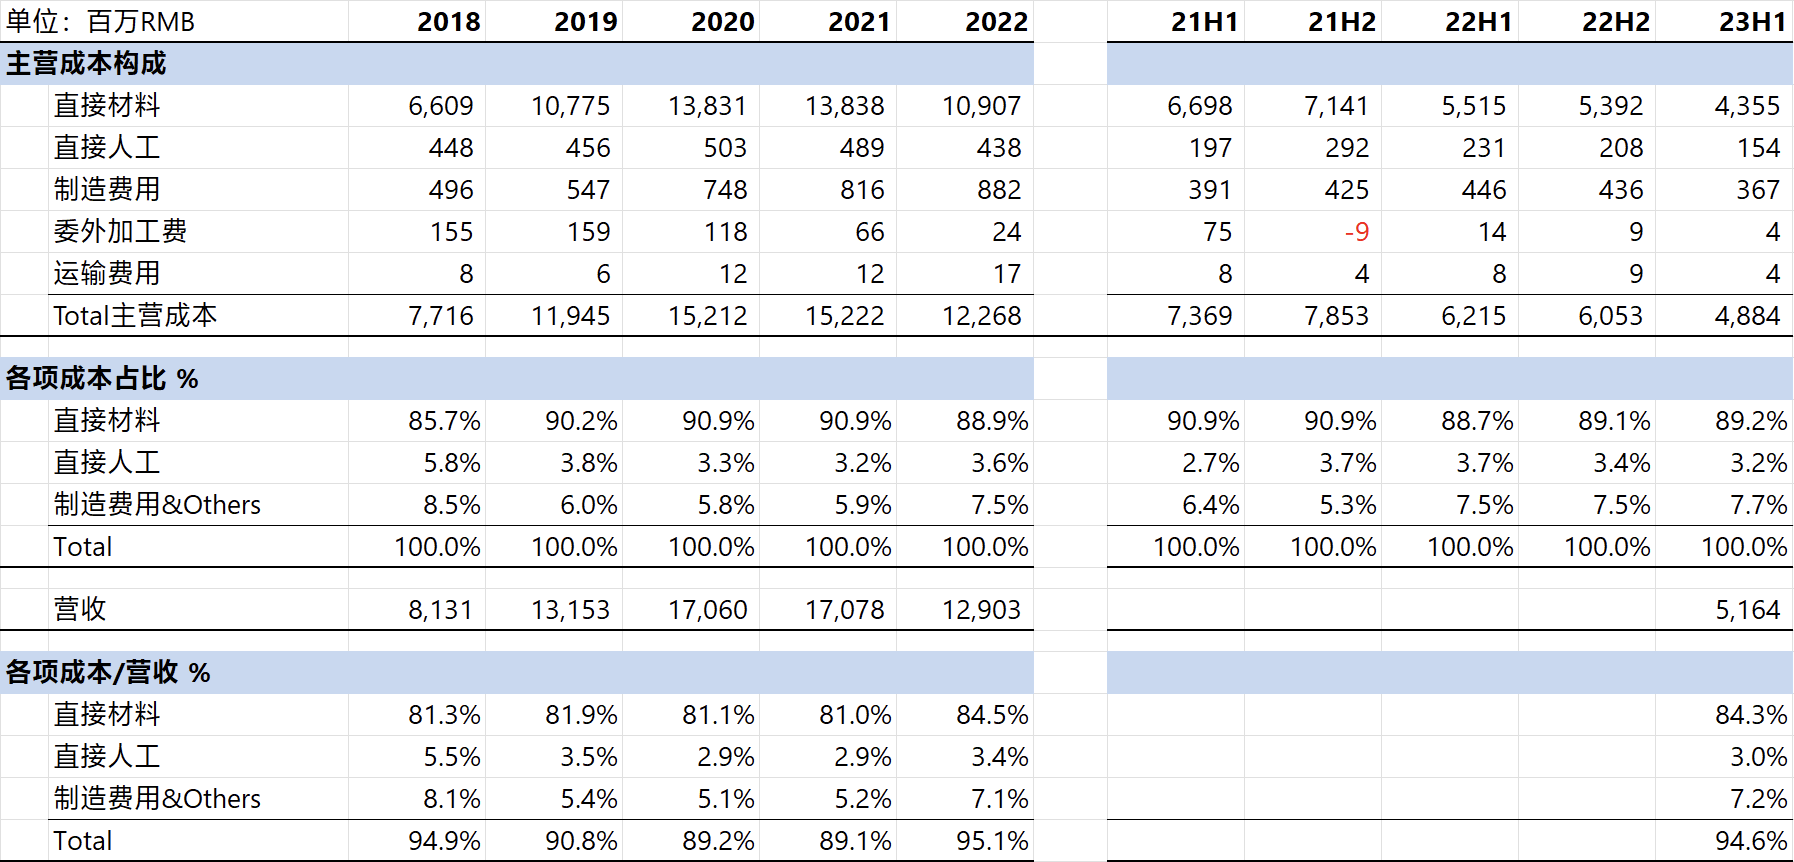 单位：百万RMB 2018 2019 2020 2021 2022 21H1 21H2 22H1 22H2 23H1
主营成本构成
直接材料 6,609 10,775 13,831 13,838 10,907 6,698 7,141 5,515 5,392 4,355
直接人工 448 456 503 489 438 197 292 231 208 154
制造费用 496 547 748 816 882 391 425 446 436 367
委外加工费 155 159 118 66 24 75 -9 14 9 4
运输费用 8 6 12 12 17 8 4 8 9 4
Total主营成本 7,716 11,945 15,212 15,222 12,268 7,369 7,853 6,215 6,053 4,884
各项成本占比 %
直接材料 85.7% 90.2% 90.9% 90.9% 88.9% 90.9% 90.9% 88.7% 89.1% 89.2%
直接人工 5.8% 3.8% 3.3% 3.2% 3.6% 2.7% 3.7% 3.7% 3.4% 3.2%
制造费用&Others 8.5% 6.0% 5.8% 5.9% 7.5% 6.4% 5.3% 7.5% 7.5% 7.7%
Total 100.0% 100.0% 100.0% 100.0% 100.0% 100.0% 100.0% 100.0% 100.0% 100.0%
营收 8,131 13,153 17,060 17,078 12,903 5,164
各项成本/营收 %
直接材料 81.3% 81.9% 81.1% 81.0% 84.5% 84.3%
直接人工 5.5% 3.5% 2.9% 2.9% 3.4% 3.0%
制造费用&Others 8.1% 5.4% 5.1% 5.2% 7.1% 7.2%
Total 94.9% 90.8% 89.2% 89.1% 95.1% 94.6%